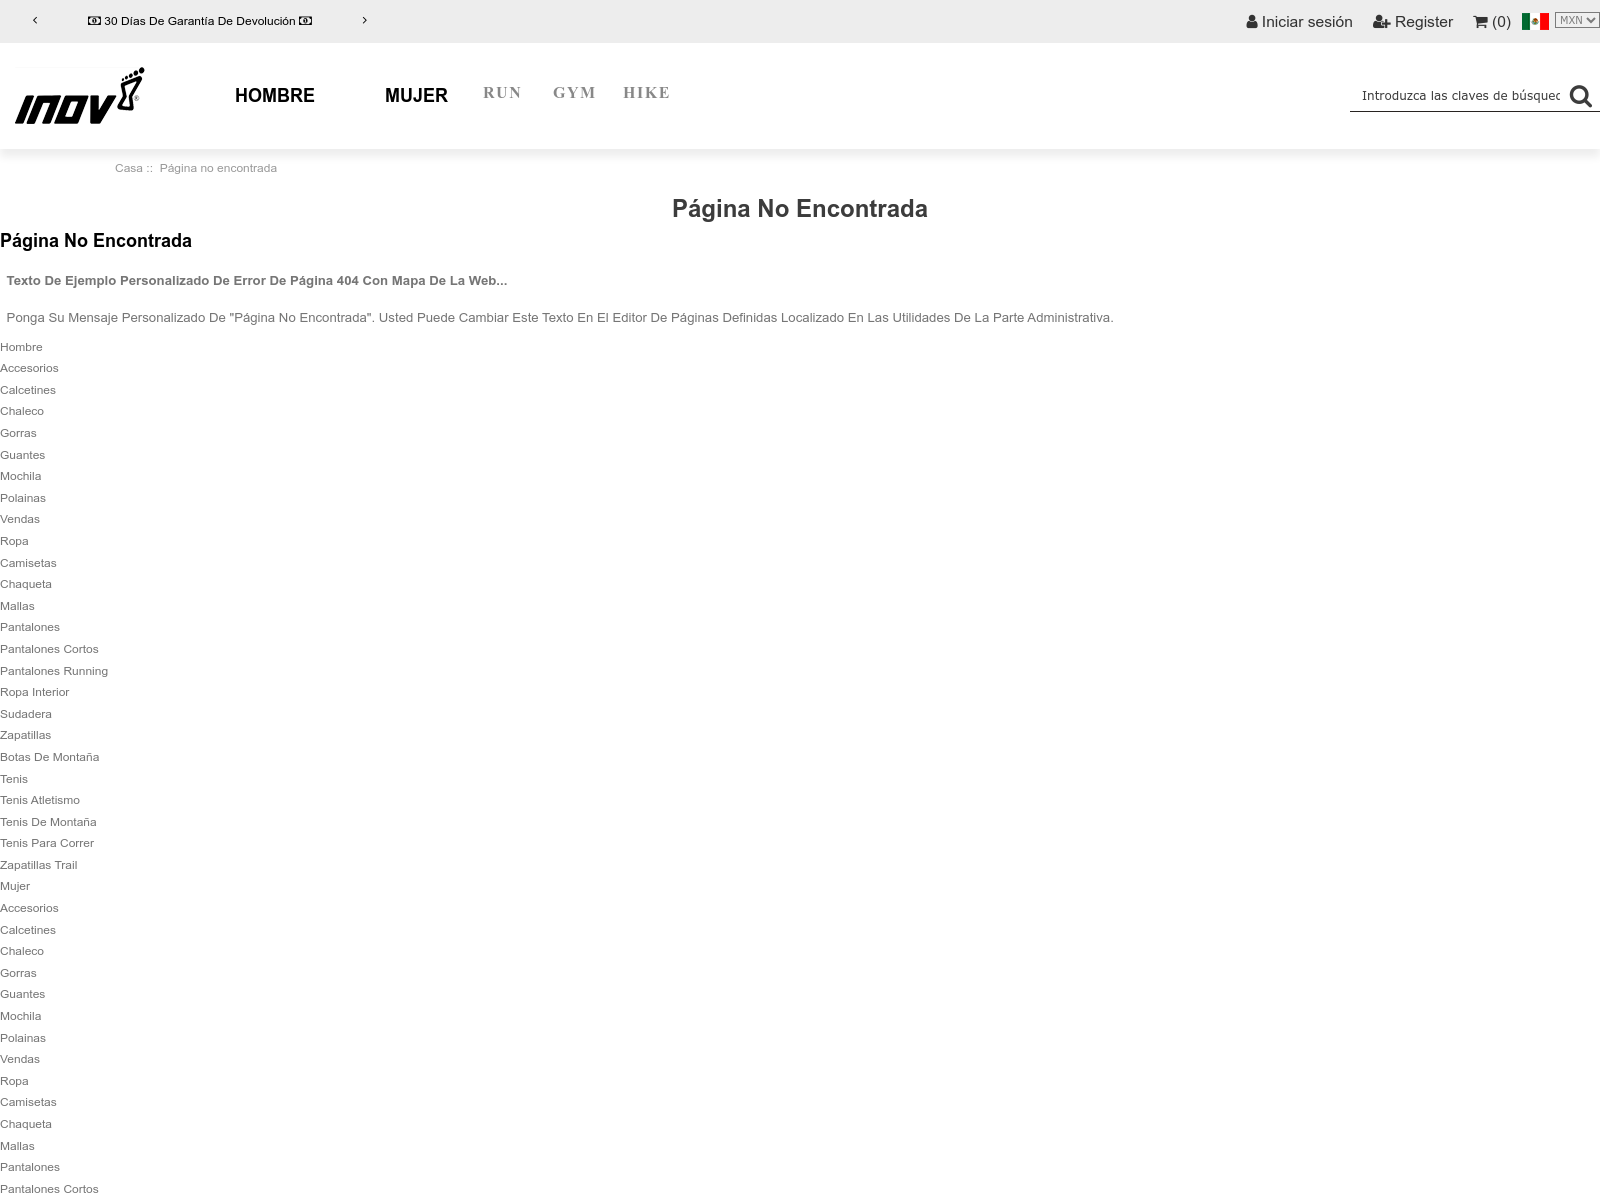 ‹ 30 Días De Garantía De Devolución ›
Iniciar sesión Register (0) MXN
inov8
HOMBRE MUJER RUN GYM HIKE
Introduzca las claves de búsqued
Casa :: Página no encontrada
Página No Encontrada
Página No Encontrada
Texto De Ejemplo Personalizado De Error De Página 404 Con Mapa De La Web...
Ponga Su Mensaje Personalizado De "Página No Encontrada". Usted Puede Cambiar Este Texto En El Editor De Páginas Definidas Localizado En Las Utilidades De La Parte Administrativa.
Hombre
Accesorios
Calcetines
Chaleco
Gorras
Guantes
Mochila
Polainas
Vendas
Ropa
Camisetas
Chaqueta
Mallas
Pantalones
Pantalones Cortos
Pantalones Running
Ropa Interior
Sudadera
Zapatillas
Botas De Montaña
Tenis
Tenis Atletismo
Tenis De Montaña
Tenis Para Correr
Zapatillas Trail
Mujer
Accesorios
Calcetines
Chaleco
Gorras
Guantes
Mochila
Polainas
Vendas
Ropa
Camisetas
Chaqueta
Mallas
Pantalones
Pantalones Cortos